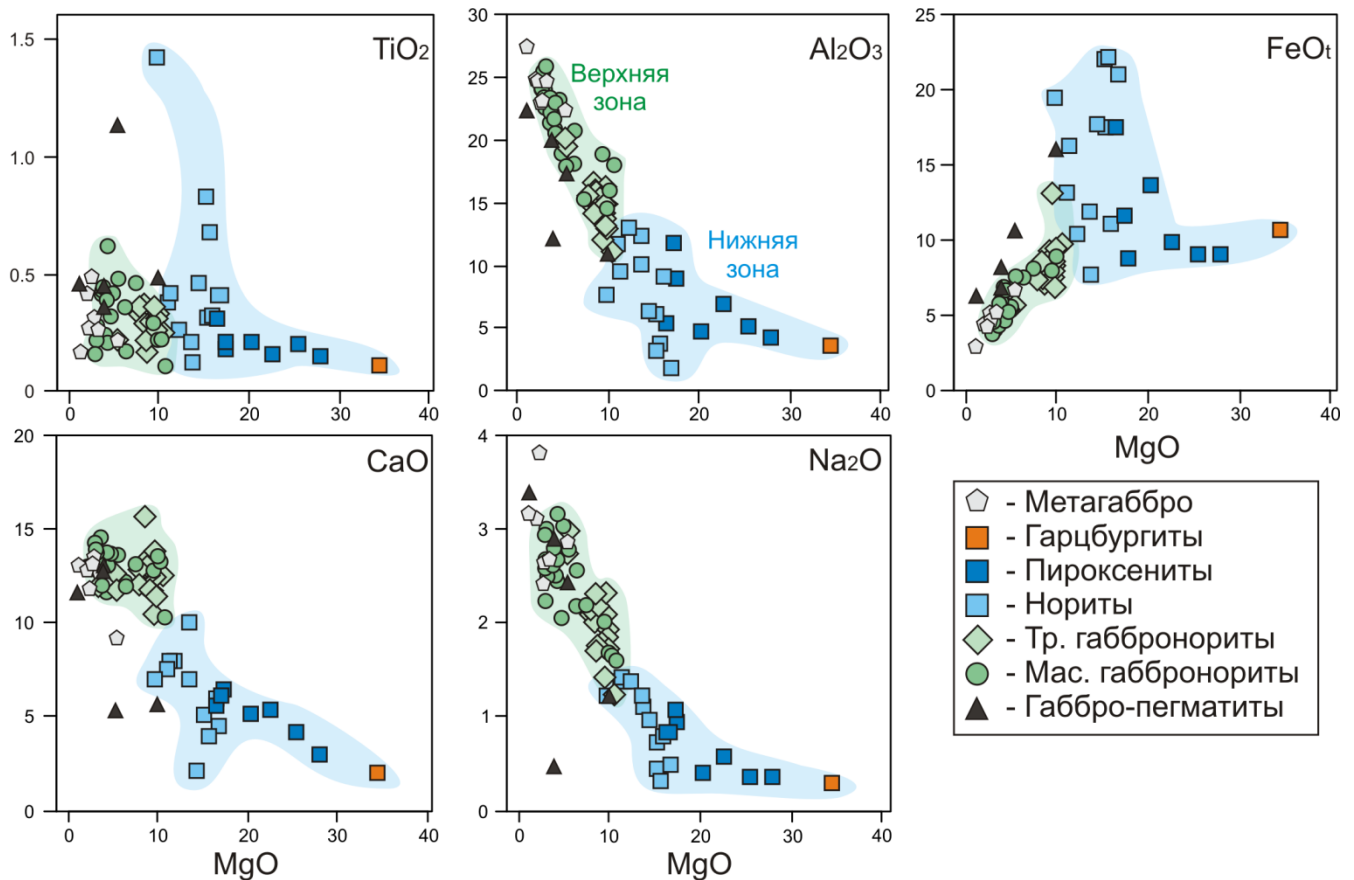 TiO2
1.5
1.0
0.5
0
0
10
20
30
40
Al2O3
Верхняя
зона
Нижняя
зона
30
25
20
15
10
5
0
0
10
20
30
40
FeOt
25
20
15
10
5
0
0
10
20
30
40
MgO
CaO
20
15
10
5
0
0
10
20
30
40
MgO
Na2O
4
3
2
1
0
0
10
20
30
40
MgO
- Метагаббро
- Гарцбургиты
- Пироксениты
- Нориты
- Тр. габбронориты
- Мас. габбронориты
- Габбро-пегматиты